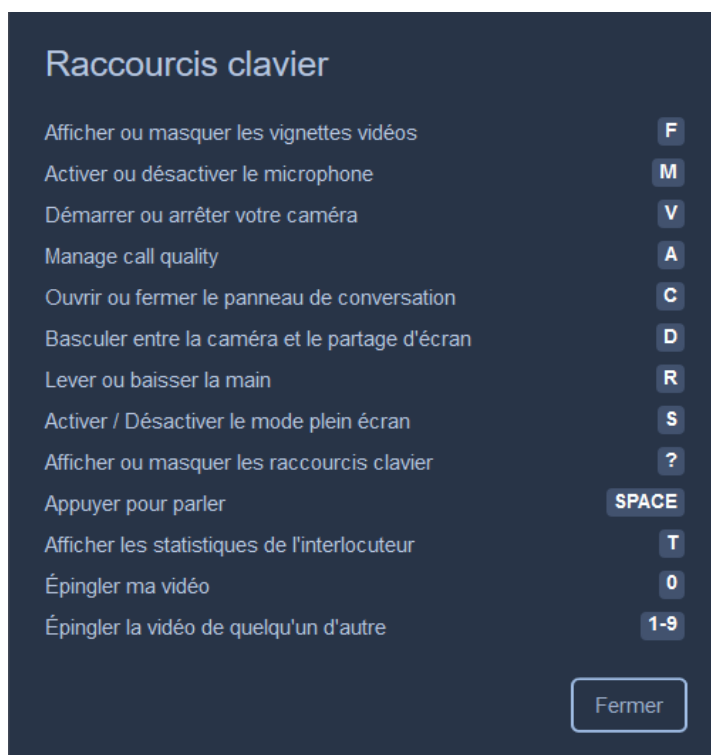 Raccourcis clavier
Afficher ou masquer les vignettes vidéos F
Activer ou désactiver le microphone M
Démarrer ou arrêter votre caméra V
Manage call quality A
Ouvrir ou fermer le panneau de conversation C
Basculer entre la caméra et le partage d'écran D
Lever ou baisser la main R
Activer / Désactiver le mode plein écran S
Afficher ou masquer les raccourcis clavier ?
Appuyer pour parler SPACE
Afficher les statistiques de l'interlocuteur T
Épingler ma vidéo 0
Épingler la vidéo de quelqu'un d'autre 1-9
Fermer